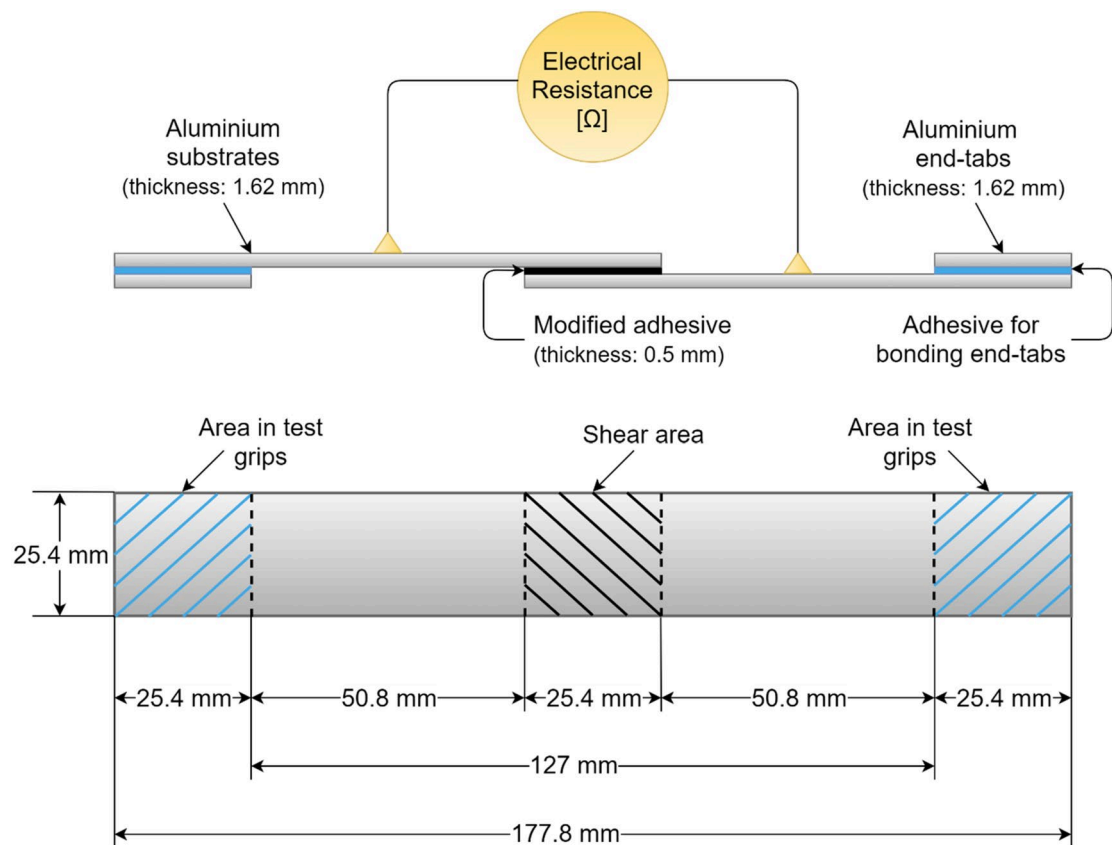 Electrical
Resistance
[Ω]
Aluminium
substrates
(thickness: 1.62 mm)
Aluminium
end-tabs
(thickness: 1.62 mm)
Modified adhesive
(thickness: 0.5 mm)
Adhesive for
bonding end-tabs
Area in test
grips
Shear area
Area in test
grips
25.4 mm
25.4 mm
50.8 mm
25.4 mm
50.8 mm
25.4 mm
127 mm
177.8 mm